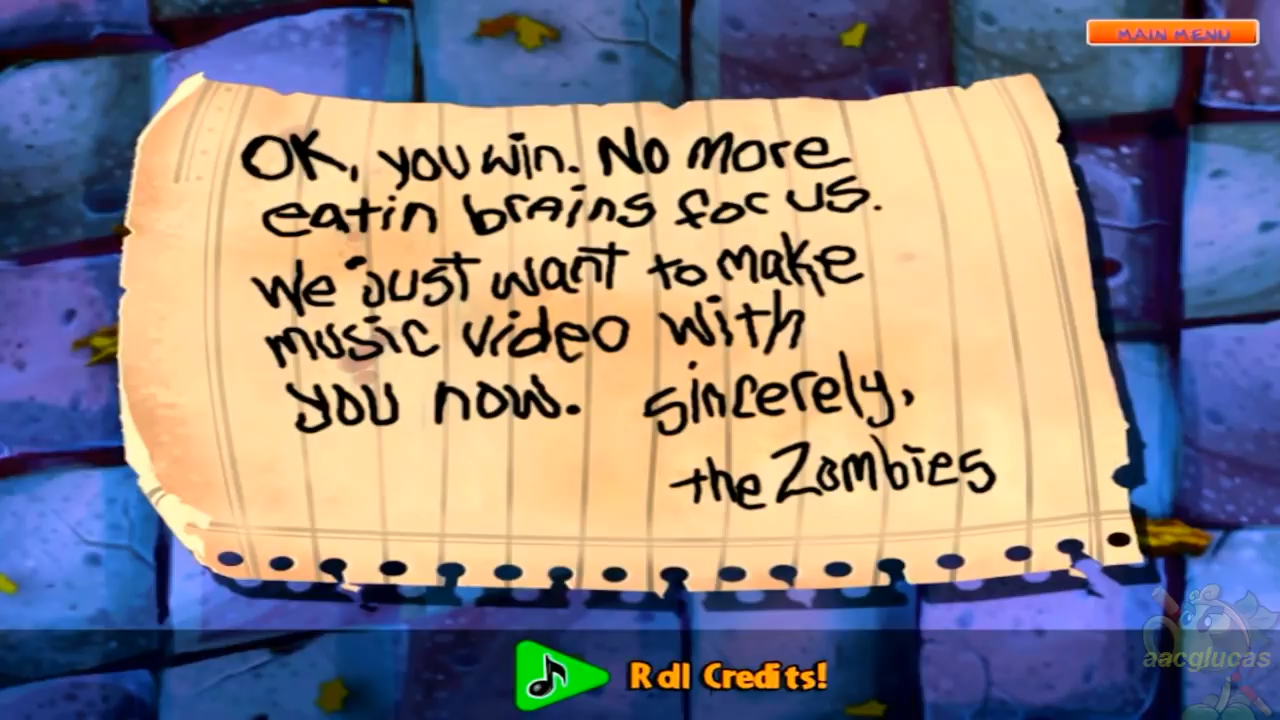 MAIN MENU
OK, you win. No more
eatin brains for us.
We just want to make
music video with
you now. sincerely,
the Zombies
Roll Credits!
aacglucas